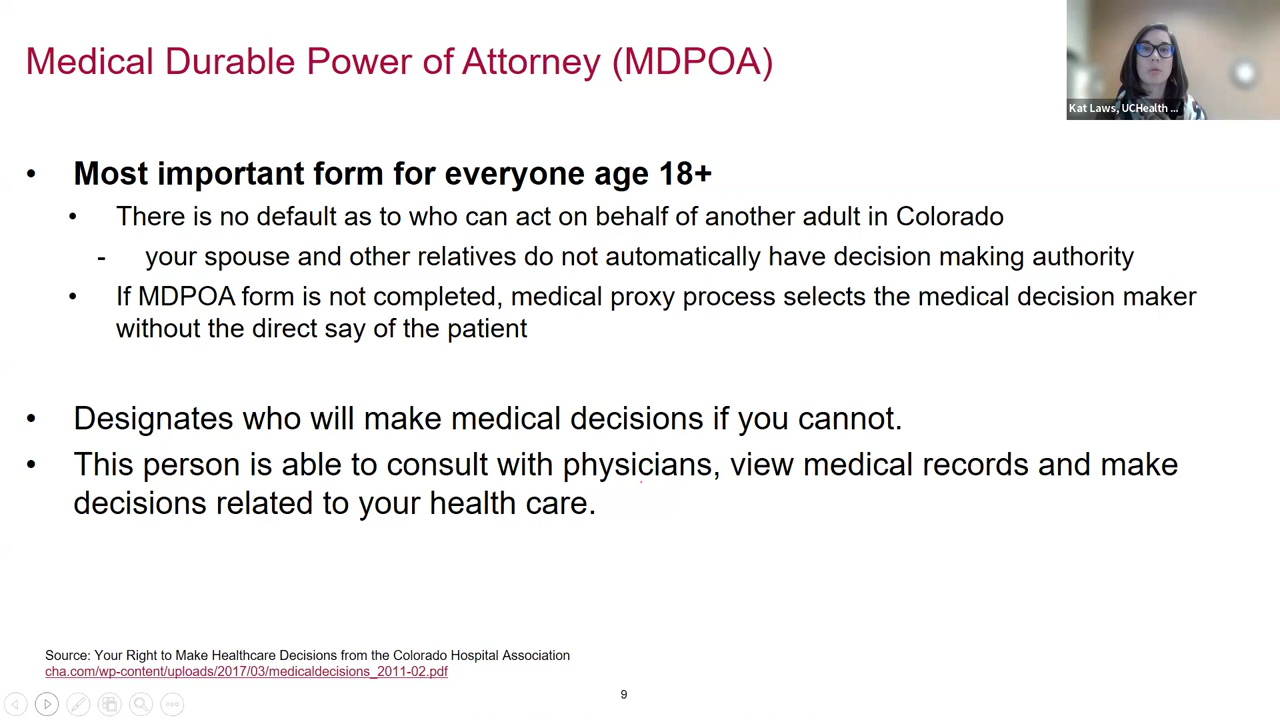 Medical Durable Power of Attorney (MDPOA)
Kat Laws, UCHealth ...
• Most important form for everyone age 18+
• There is no default as to who can act on behalf of another adult in Colorado
- your spouse and other relatives do not automatically have decision making authority
• If MDPOA form is not completed, medical proxy process selects the medical decision maker
without the direct say of the patient
• Designates who will make medical decisions if you cannot.
• This person is able to consult with physicians, view medical records and make
decisions related to your health care.
Source: Your Right to Make Healthcare Decisions from the Colorado Hospital Association
cha.com/wp-content/uploads/2017/03/medicaldecisions_2011-02.pdf
9